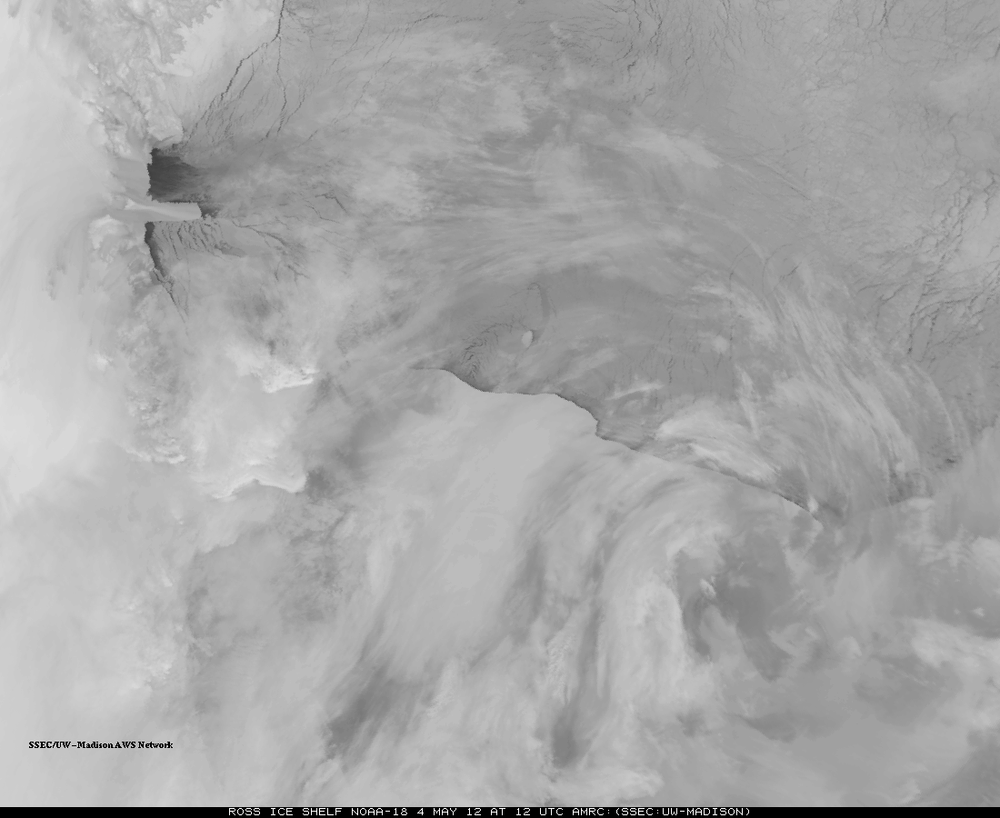 SSEC/UW-Madison AWS Network
ROSS ICE SHELF NOAA-18 4 MAY 12 AT 12 UTC AMRC:(SSEC:UW-MADISON)